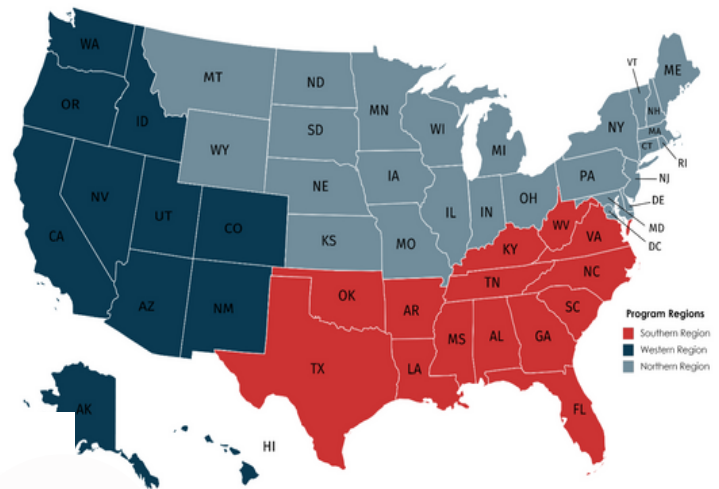 WA
MT
ND
MN
VT
ME
OR
ID
SD
WI
MI
NY
NH
MA
CT
RI
WY
IA
PA
NJ
NE
OH
DE
NV
UT
CO
IL
IN
MD
CA
KS
MO
WV
VA
DC
KY
AZ
NM
OK
AR
TN
NC
SC
MS
AL
GA
TX
LA
FL
AK
HI
Program Regions
Southern Region
Western Region
Northern Region